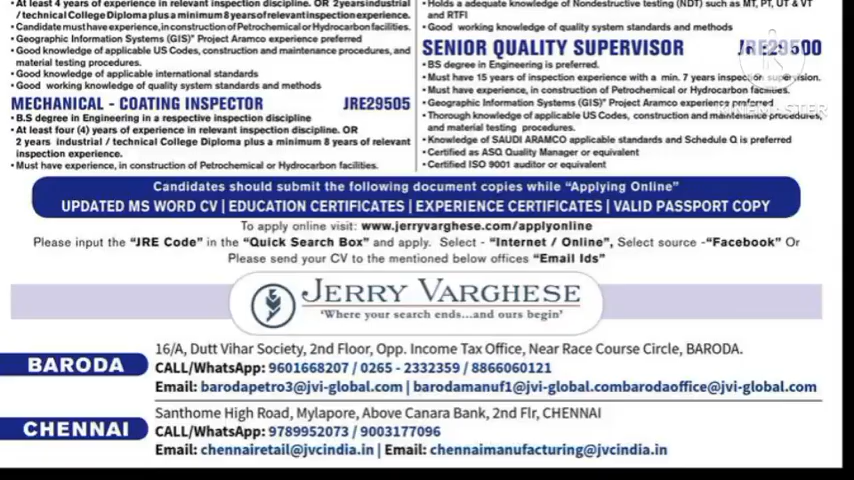 • At least 4 years of experience in relevant inspection discipline. OR 2years industrial
/ technical College Diploma plus a minimum 8 years of relevant inspection experience.
• Candidate must have experience, in construction of Petrochemical or Hydrocarbon facilities.
• Geographic Information Systems (GIS)" Project Aramco experience preferred
• Good knowledge of applicable US Codes, construction and maintenance procedures, and
material testing procedures.
• Good knowledge of applicable international standards
• Good working knowledge of quality system standards and methods
MECHANICAL - COATING INSPECTOR JRE29505
• B.S degree in Engineering in a respective inspection discipline
• At least four (4) years of experience in relevant inspection discipline. OR
2 years industrial / technical College Diploma plus a minimum 8 years of relevant
inspection experience.
• Must have experience, in construction of Petrochemical or Hydrocarbon facilities.
• Holds a adequate knowledge of Nondestructive testing (NDT) such as MT, PT, UT & VT
and RTFI
• Good working knowledge of quality system standards and methods
SENIOR QUALITY SUPERVISOR JRE29500
• BS degree in Engineering is preferred.
• Must have 15 years of inspection experience with a min. 7 years inspection supervision.
• Must have experience, in construction of Petrochemical or Hydrocarbon facilities.
• Geographic Information Systems (GIS)" Project Aramco experience preferred
• Thorough knowledge of applicable US Codes, construction and maintenance procedures,
and material testing procedures.
• Knowledge of SAUDI ARAMCO applicable standards and Schedule Q is preferred
• Certified as ASQ Quality Manager or equivalent
• Certified ISO 9001 auditor or equivalent
KINEMASTER
Candidates should submit the following document copies while "Applying Online"
UPDATED MS WORD CV | EDUCATION CERTIFICATES | EXPERIENCE CERTIFICATES | VALID PASSPORT COPY
To apply online visit: www.jerryvarghese.com/applyonline
Please input the "JRE Code" in the "Quick Search Box" and apply. Select - "Internet / Online", Select source -"Facebook" Or
Please send your CV to the mentioned below offices "Email Ids"
JERRY VARGHESE
'Where your search ends...and ours begin'
BARODA
16/A, Dutt Vihar Society, 2nd Floor, Opp. Income Tax Office, Near Race Course Circle, BARODA.
CALL/WhatsApp: 9601668207 / 0265 - 2332359 / 8866060121
Email: barodapetro3@jvi-global.com | barodamanuf1@jvi-global.combarodaoffice@jvi-global.com
CHENNAI
Santhome High Road, Mylapore, Above Canara Bank, 2nd Flr, CHENNAI
CALL/WhatsApp: 9789952073 / 9003177096
Email: chennairetail@jvcindia.in | Email: chennaimanufacturing@jvcindia.in